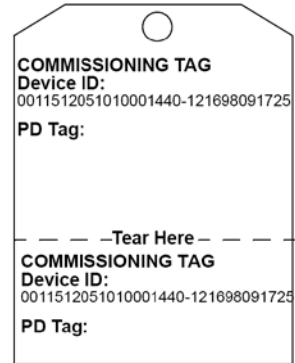 COMMISSIONING TAG
Device ID:
0011512051010001440-121698091725
PD Tag:
Tear Here
COMMISSIONING TAG
Device ID:
0011512051010001440-121698091725
PD Tag: